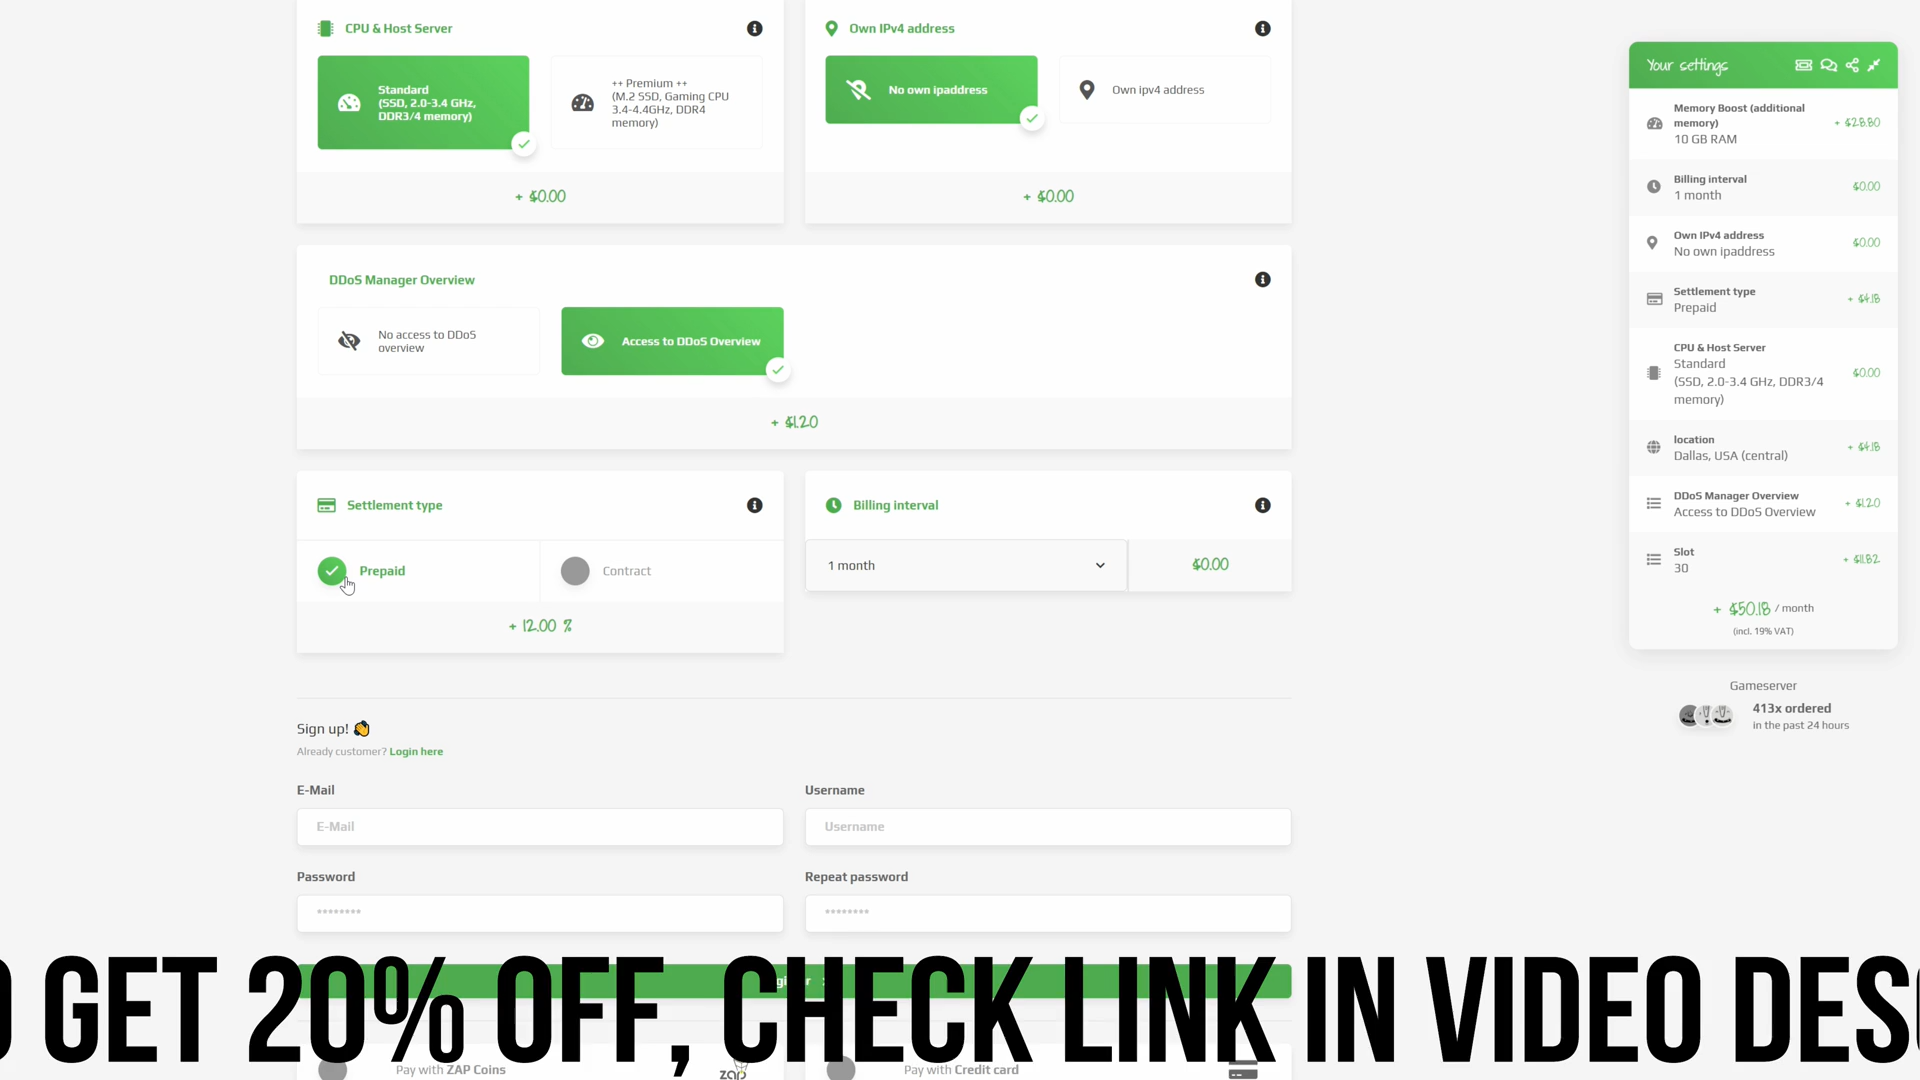 CPU & Host Server
Standard
(SSD, 2.0-3.4 GHz,
DDR3/4 memory)
++ Premium ++
(M.2 SSD, Gaming CPU
3.4-4.4GHz, DDR4
memory)
+ $0.00
Own IPv4 address
No own ipaddress
Own ipv4 address
+ $0.00
DDoS Manager Overview
No access to DDoS
overview
Access to DDoS Overview
+ $1.20
Settlement type
Prepaid
Contract
+ 12.00 %
Billing interval
1 month
$0.00
Sign up!
Already customer? Login here
E-Mail
E-Mail
Username
Username
Password
********
Repeat password
********
GET 20% OFF, CHECK LINK IN VIDEO DES
Pay with ZAP Coins
zap
Pay with Credit card
Your settings
Memory Boost (additional
memory)
10 GB RAM
+ $28.80
Billing interval
1 month
$0.00
Own IPv4 address
No own ipaddress
$0.00
Settlement type
Prepaid
+ $4.18
CPU & Host Server
Standard
(SSD, 2.0-3.4 GHz, DDR3/4
memory)
$0.00
location
Dallas, USA (central)
+ $4.18
DDoS Manager Overview
Access to DDoS Overview
+ $1.20
Slot
30
+ $11.82
+ $50.18 / month
(incl. 19% VAT)
Gameserver
413x ordered
in the past 24 hours